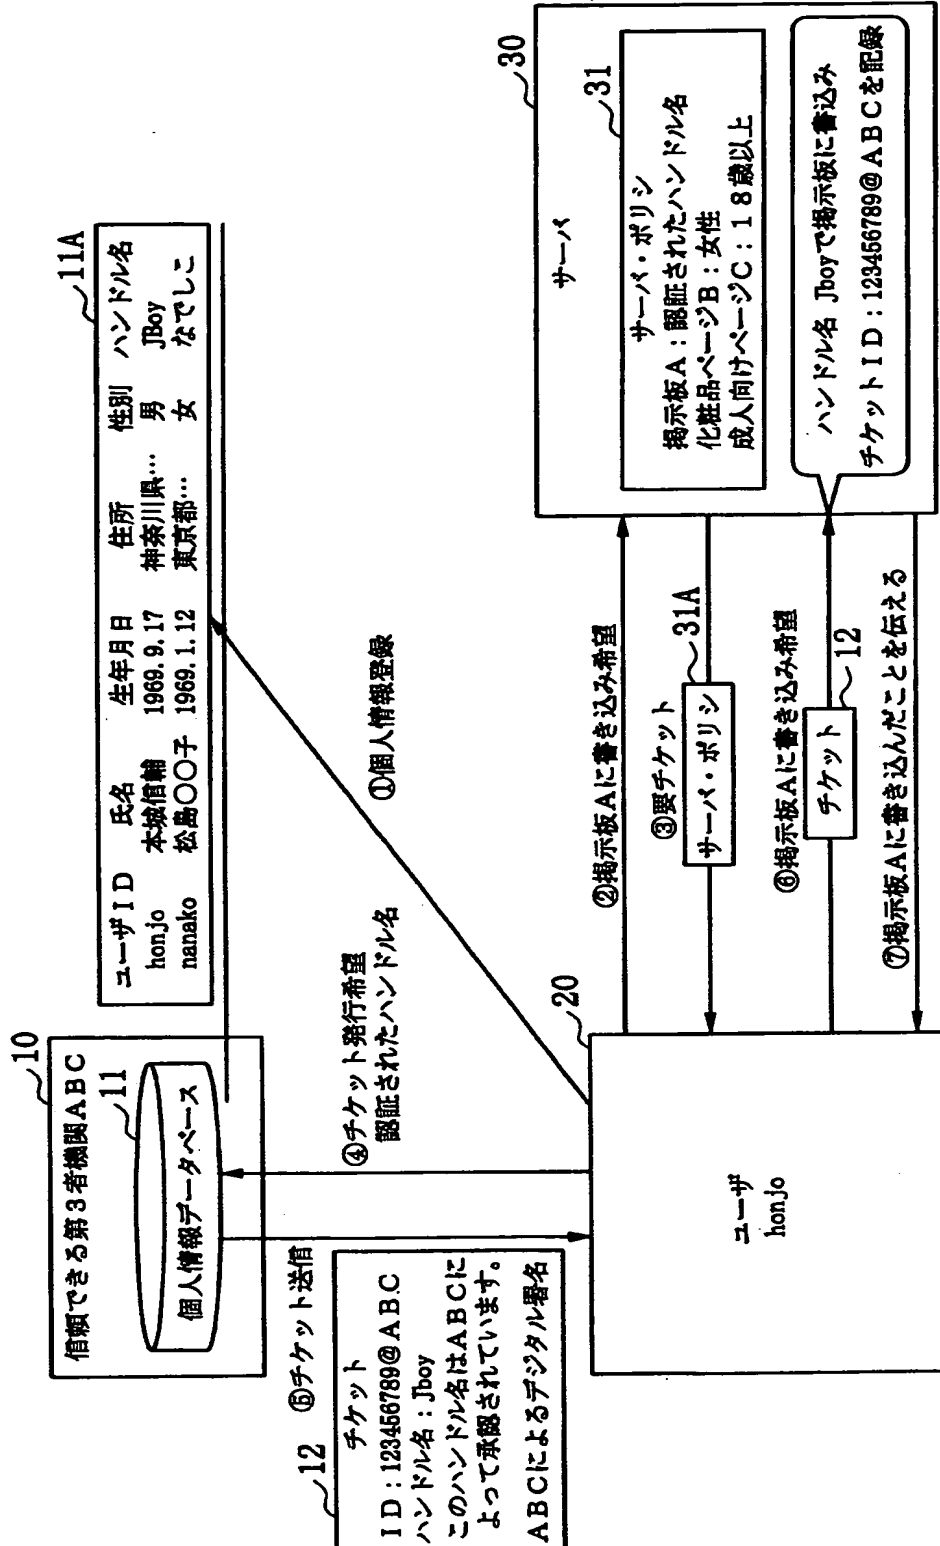 10
信頼できる第3者機関ABC
11
個人情報データベース
11A
ユーザID 氏名 生年月日 住所 性別 ハンドル名
honjo 本城信輔 1969.9.17 神奈川県… 男 JBoy
nanako 松島〇〇子 1969.1.12 東京都… 女 なでしこ
①個人情報登録
④チケット発行希望
認証されたハンドル名
⑤チケット送信
12
チケット
ID：123456789@ABC
ハンドル名：Jboy
このハンドル名はABCに
よって承認されています。
ABCによるデジタル署名
20
ユーザ
honjo
②掲示板Aに書き込み希望
③要チケット
31A
サーバ・ポリシ
⑥掲示板Aに書き込み希望
12
チケット
⑦掲示板Aに書き込んだことを伝える
30
サーバ
31
サーバ・ポリシ
掲示板A：認証されたハンドル名
化粧品ページB：女性
成人向けページC：18歳以上
ハンドル名 Jboyで掲示板に書込み
チケットID：123456789@ABCを記録